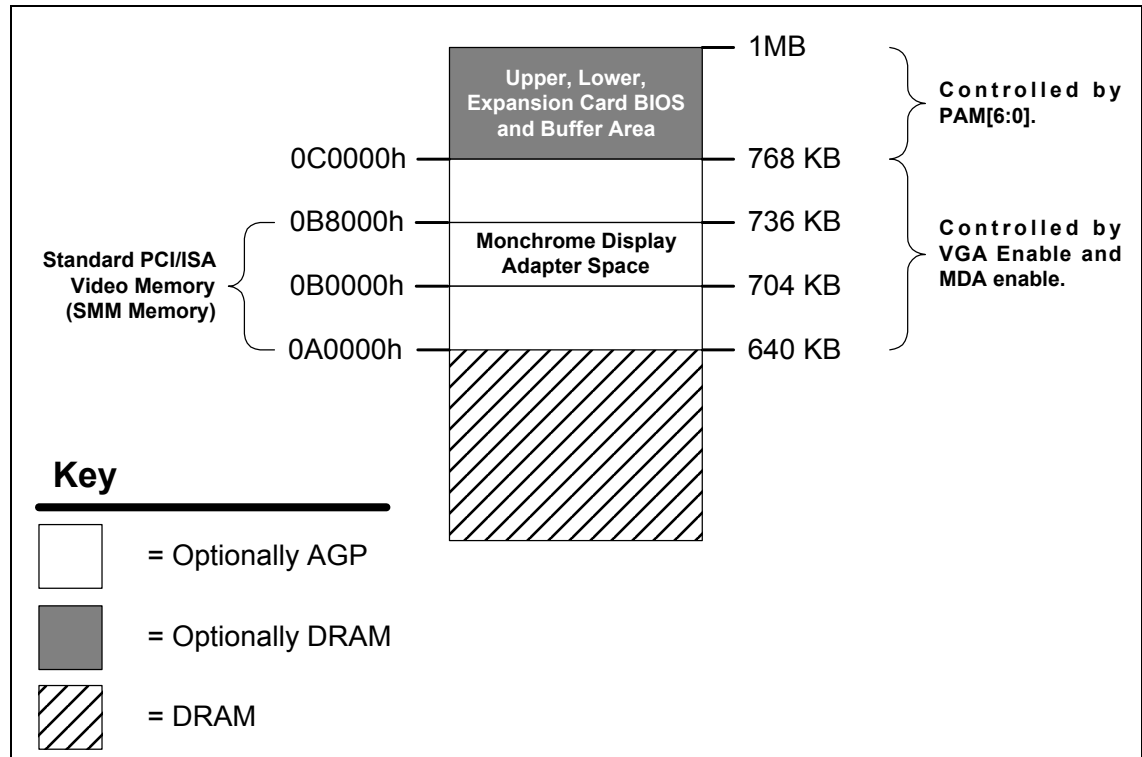 1MB
Upper, Lower,
Expansion Card BIOS
and Buffer Area
Controlled by
PAM[6:0].
0C0000h
768 KB
0B8000h
736 KB
Monchrome Display
Adapter Space
Controlled by
VGA Enable and
MDA enable.
Standard PCI/ISA
Video Memory
(SMM Memory)
0B0000h
704 KB
0A0000h
640 KB
Key
= Optionally AGP
= Optionally DRAM
= DRAM